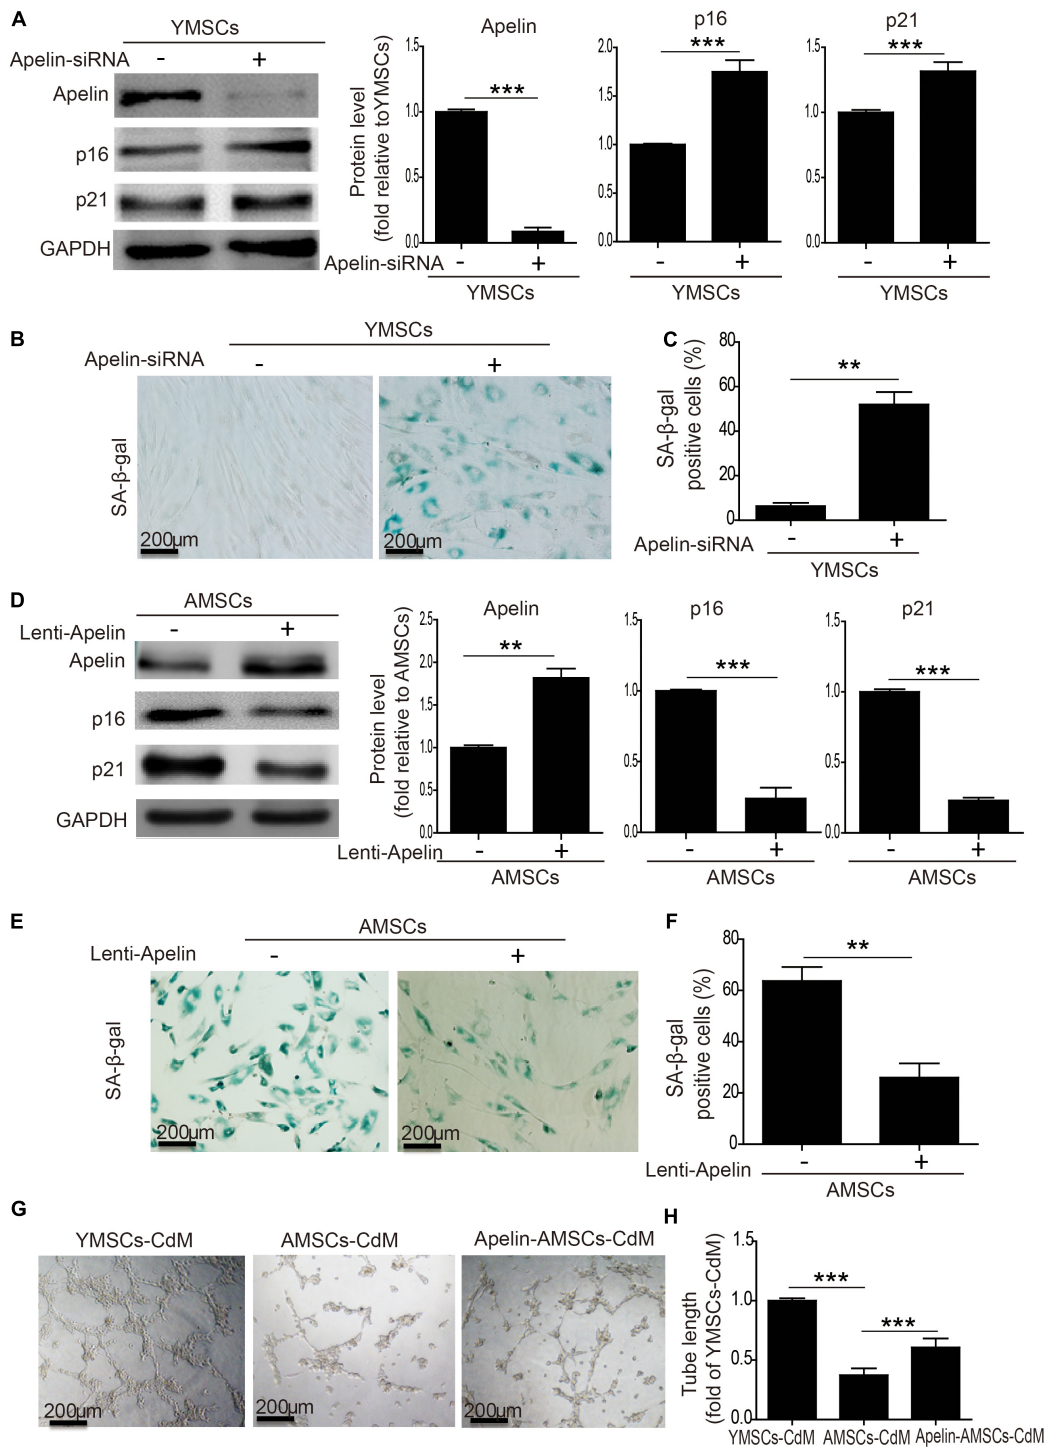 A
YMSCs
Apelin-siRNA - +
Apelin
p16
p21
GAPDH
Apelin
Protein level
(fold relative toYMSCs)
1.5
1.0
0.5
0.0
***
Apelin-siRNA - +
YMSCs
p16
2.0
1.5
1.0
0.5
0.0
***
- +
YMSCs
p21
1.5
1.0
0.5
0.0
***
- +
YMSCs
B
YMSCs
Apelin-siRNA - +
SA-β-gal
200µm
200µm
C
SA-β-gal
positive cells (%)
80
60
40
20
0
**
Apelin-siRNA - +
YMSCs
D
AMSCs
Lenti-Apelin - +
Apelin
p16
p21
GAPDH
Apelin
Protein level
(fold relative to AMSCs)
2.5
2.0
1.5
1.0
0.5
0.0
**
Lenti-Apelin - +
AMSCs
p16
1.5
1.0
0.5
0.0
***
- +
AMSCs
p21
1.5
1.0
0.5
0.0
***
- +
AMSCs
E
AMSCs
Lenti-Apelin - +
SA-β-gal
200µm
200µm
F
SA-β-gal
positive cells (%)
80
60
40
20
0
**
Lenti-Apelin - +
AMSCs
G
YMSCs-CdM
AMSCs-CdM
Apelin-AMSCs-CdM
200µm
200µm
200µm
H
Tube length
(fold of YMSCs-CdM)
1.5
1.0
0.5
0.0
***
***
YMSCs-CdM AMSCs-CdM Apelin-AMSCs-CdM